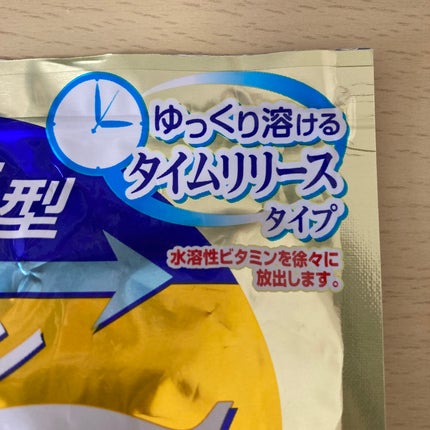 ゆっくり溶ける
タイムリリース
タイプ
水溶性ビタミンを徐々に
放出します。
型
ン